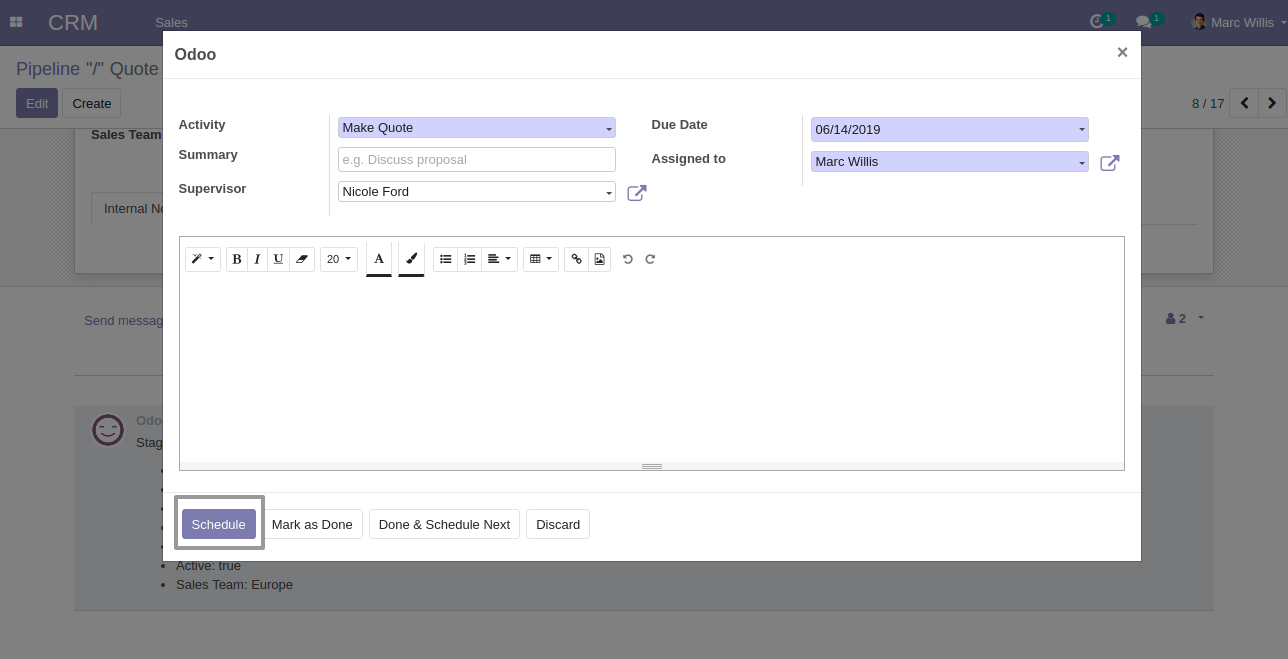 CRM
Sales
1
1
Marc Willis
Pipeline "/" Quote
Edit
Create
8 / 17
Sales Team
Internal No
Send messag
2
Odoo
×
Activity
Make Quote
Summary
e.g. Discuss proposal
Supervisor
Nicole Ford
Due Date
06/14/2019
Assigned to
Marc Willis
B I U 20 A
Schedule
Mark as Done
Done & Schedule Next
Discard
Odo
Stag
Active: true
Sales Team: Europe